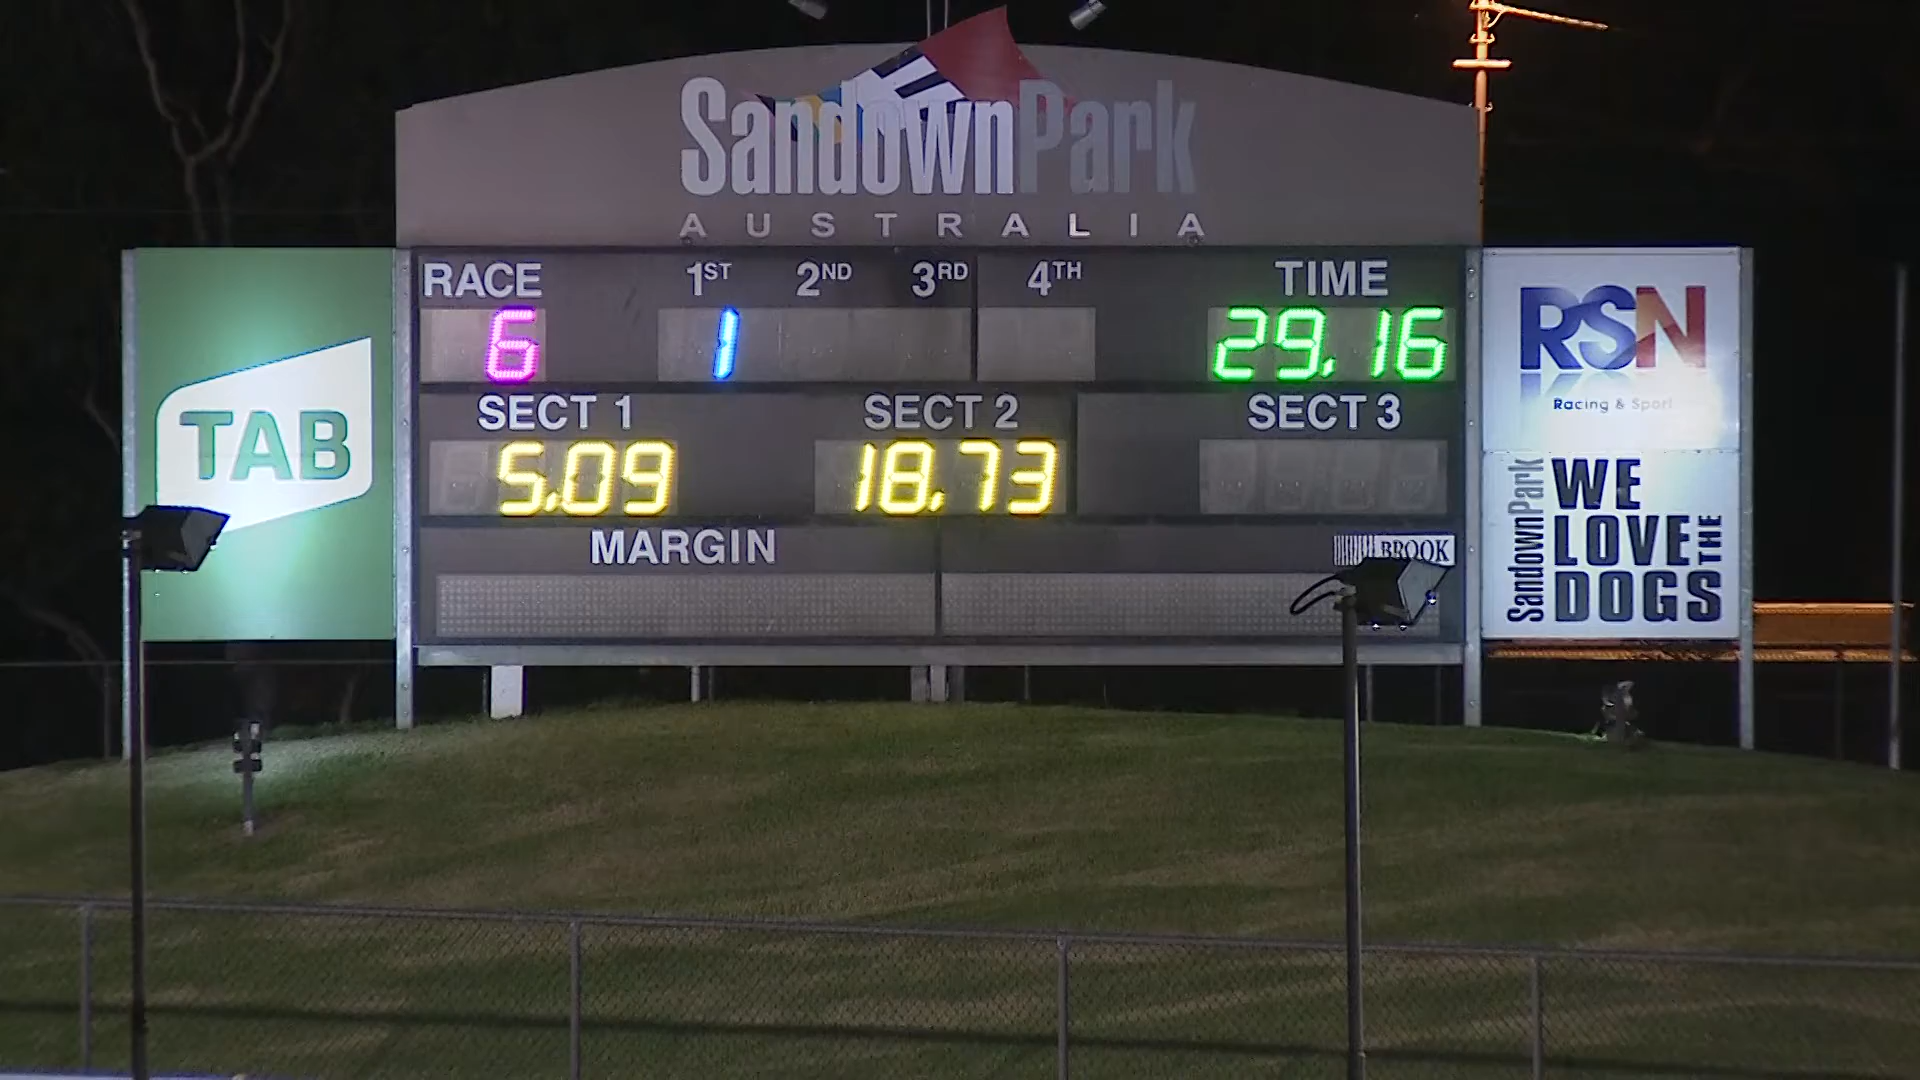 SandownPark
AUSTRALIA
RACE 1ST 2ND 3RD 4TH TIME
6 1 29.16
SECT 1 SECT 2 SECT 3
5.09 18.73
MARGIN
BROOK
TAB
RSN
Racing & Sport
SandownPark
WE
LOVE THE
DOGS